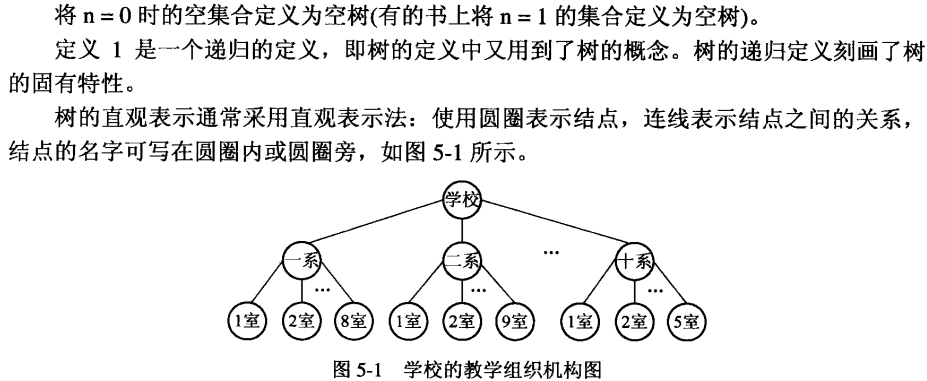 将 n = 0 时的空集合定义为空树(有的书上将 n = 1 的集合定义为空树)。
定义 1 是一个递归的定义，即树的定义中又用到了树的概念。树的递归定义刻画了树
的固有特性。
树的直观表示通常采用直观表示法：使用圆圈表示结点，连线表示结点之间的关系，
结点的名字可写在圆圈内或圆圈旁，如图 5-1 所示。
学校
一系 二系 … 十系
… … …
1室 2室 8室 1室 2室 9室 1室 2室 5室
图 5-1 学校的教学组织机构图